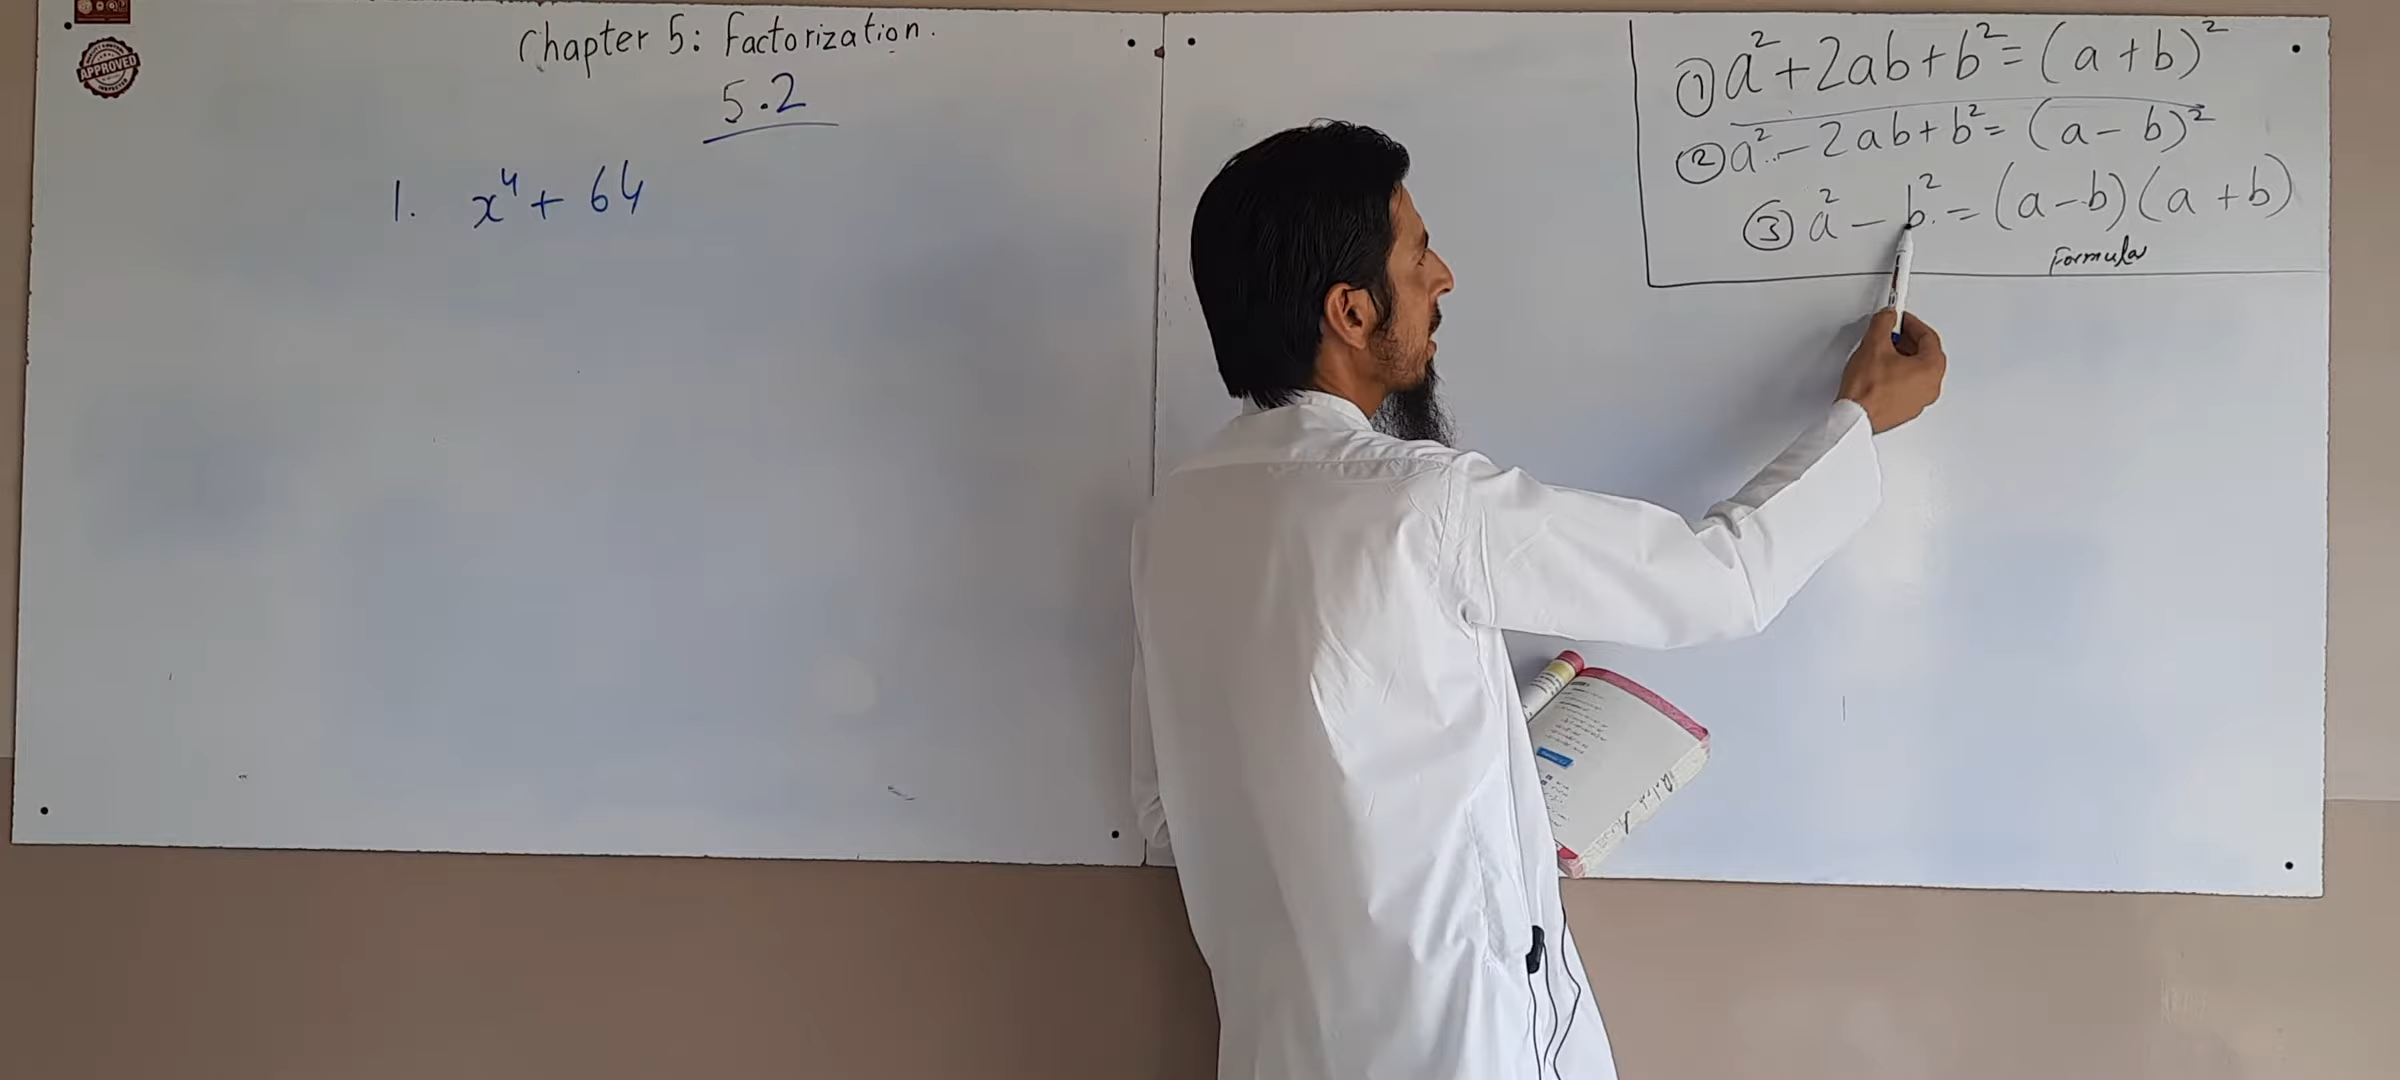 APPROVED
Chapter 5: Factorization.
5.2
1. x⁴ + 64
① a² + 2ab + b² = (a + b)²
② a² - 2ab + b² = (a - b)²
③ a² - b² = (a - b)(a + b)
Formula